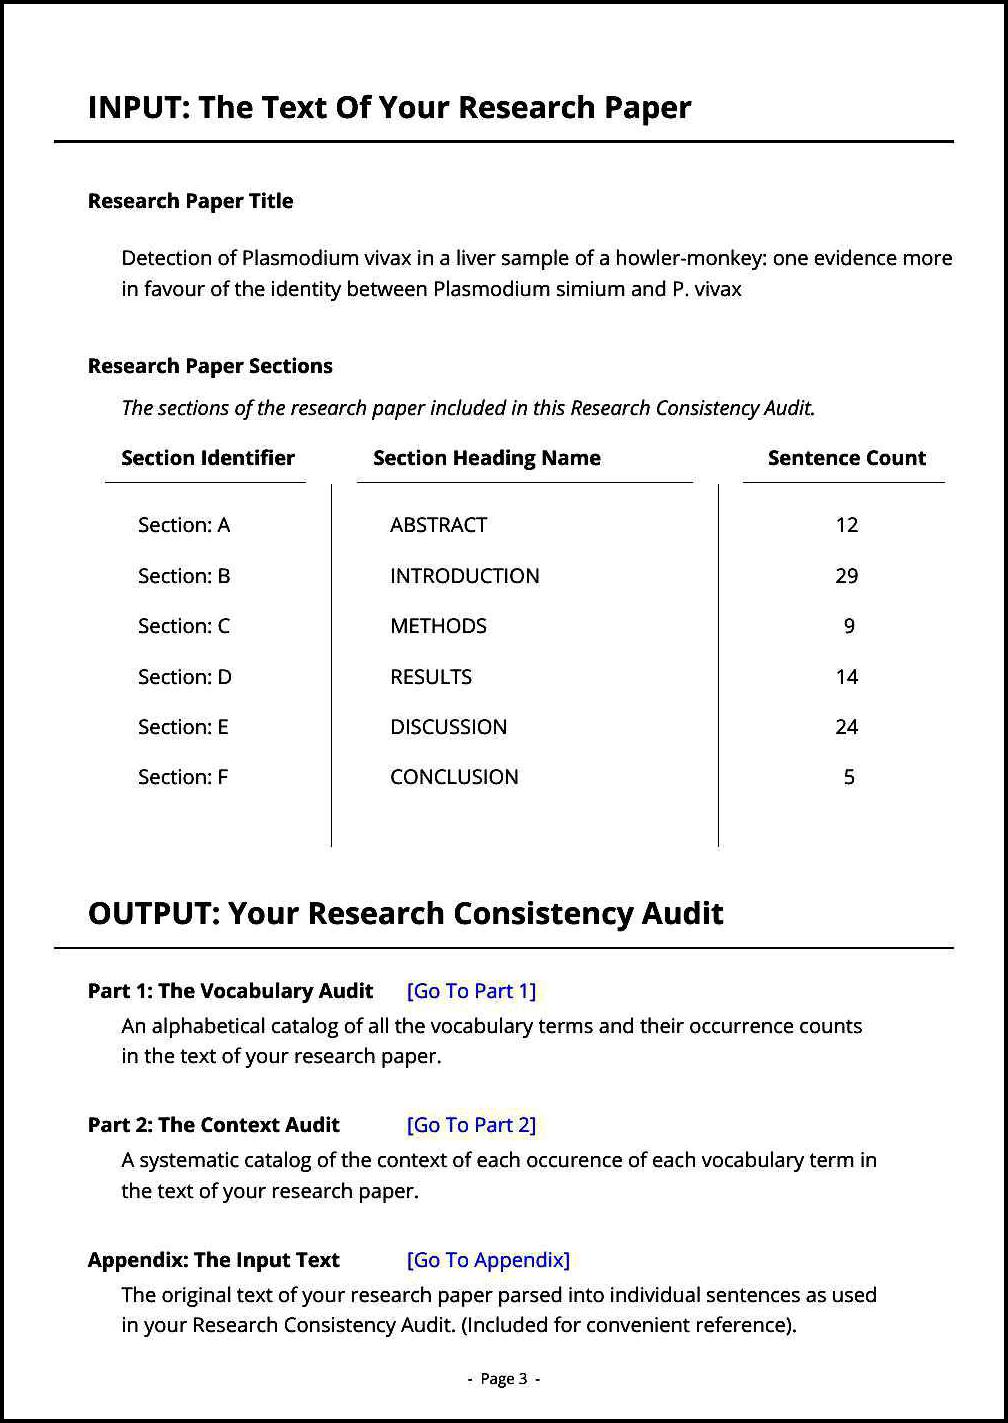 INPUT: The Text Of Your Research Paper
Research Paper Title
Detection of Plasmodium vivax in a liver sample of a howler-monkey: one evidence more
in favour of the identity between Plasmodium simium and P. vivax
Research Paper Sections
The sections of the research paper included in this Research Consistency Audit.
Section Identifier Section Heading Name Sentence Count
Section: A ABSTRACT 12
Section: B INTRODUCTION 29
Section: C METHODS 9
Section: D RESULTS 14
Section: E DISCUSSION 24
Section: F CONCLUSION 5
OUTPUT: Your Research Consistency Audit
Part 1: The Vocabulary Audit [Go To Part 1]
An alphabetical catalog of all the vocabulary terms and their occurrence counts
in the text of your research paper.
Part 2: The Context Audit [Go To Part 2]
A systematic catalog of the context of each occurence of each vocabulary term in
the text of your research paper.
Appendix: The Input Text [Go To Appendix]
The original text of your research paper parsed into individual sentences as used
in your Research Consistency Audit. (Included for convenient reference).
- Page 3 -